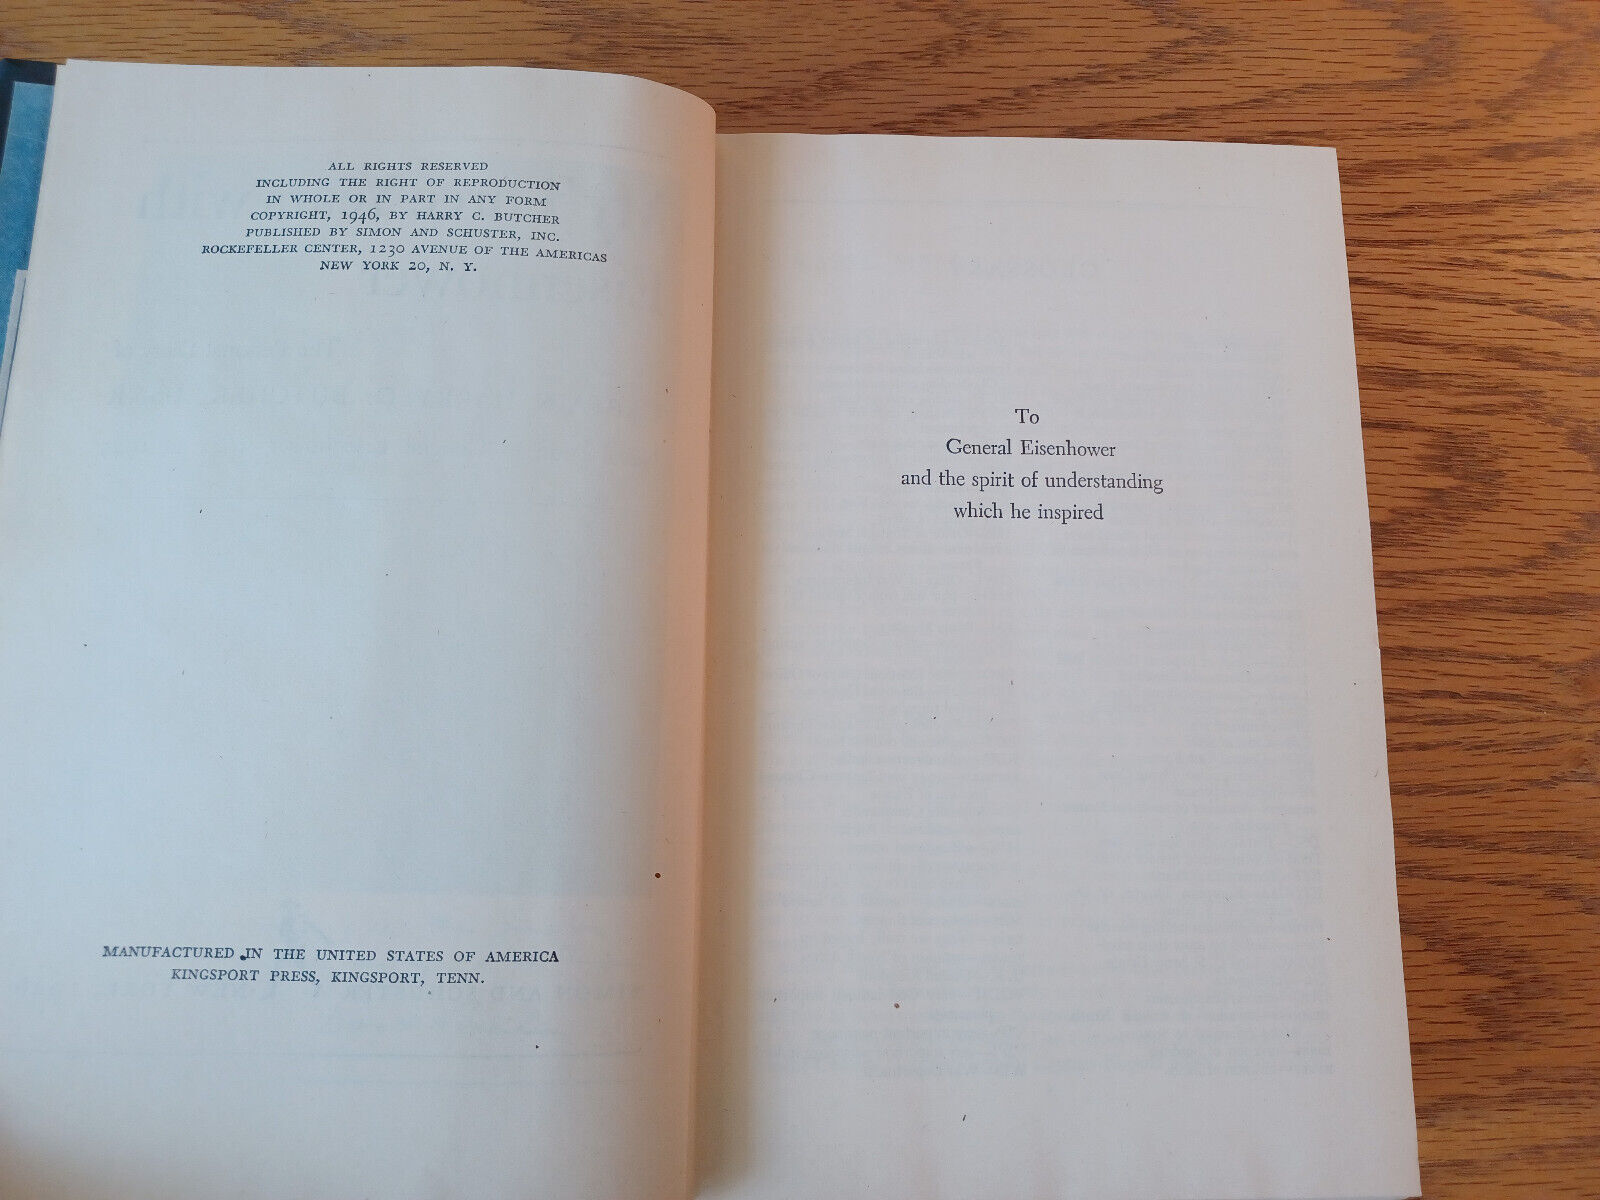 ALL RIGHTS RESERVED
INCLUDING THE RIGHT OF REPRODUCTION
IN WHOLE OR IN PART IN ANY FORM
COPYRIGHT, 1946, BY HARRY C. BUTCHER
PUBLISHED BY SIMON AND SCHUSTER, INC.
ROCKEFELLER CENTER, 1230 AVENUE OF THE AMERICAS
NEW YORK 20, N. Y.
MANUFACTURED IN THE UNITED STATES OF AMERICA
KINGSPORT PRESS, KINGSPORT, TENN.
To
General Eisenhower
and the spirit of understanding
which he inspired